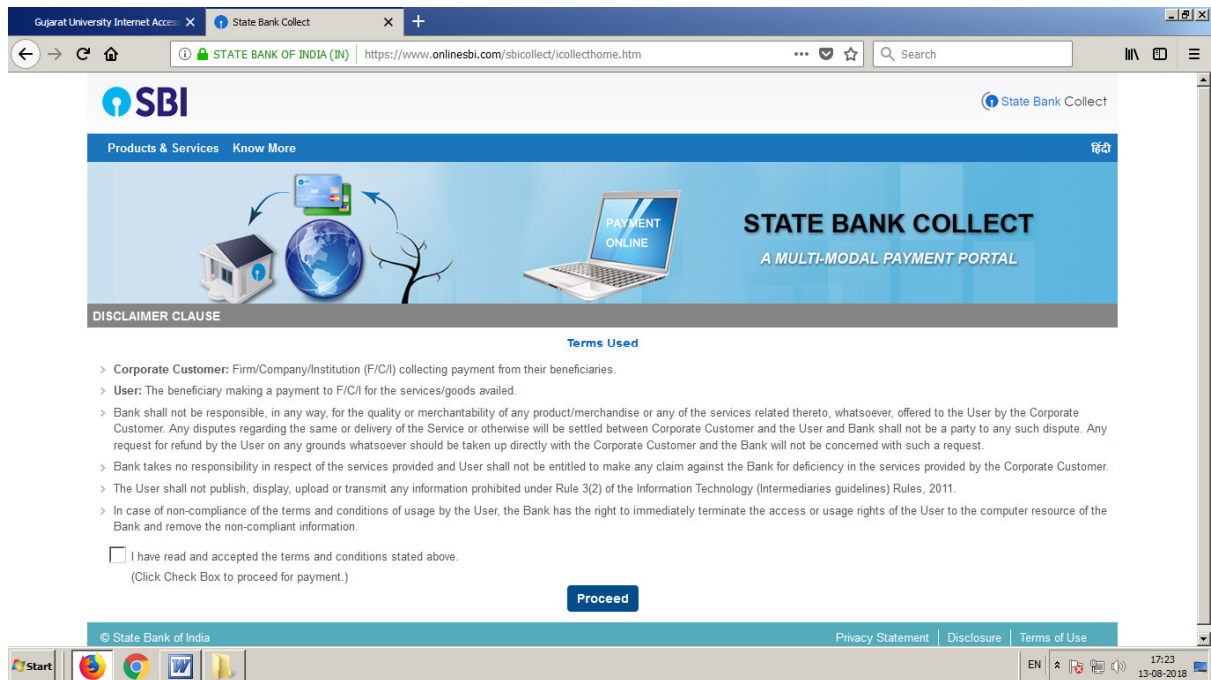 Gujarat University Internet Acces
State Bank Collect
STATE BANK OF INDIA (IN)
https://www.onlinesbi.com/sbicollect/icollecthome.htm
Search
SBI
State Bank Collect
Products & Services Know More
हिंदी
PAYMENT
ONLINE
STATE BANK COLLECT
A MULTI-MODAL PAYMENT PORTAL
DISCLAIMER CLAUSE
Terms Used
Corporate Customer: Firm/Company/Institution (F/C/I) collecting payment from their beneficiaries.
User: The beneficiary making a payment to F/C/I for the services/goods availed.
Bank shall not be responsible, in any way, for the quality or merchantability of any product/merchandise or any of the services related thereto, whatsoever, offered to the User by the Corporate
Customer. Any disputes regarding the same or delivery of the Service or otherwise will be settled between Corporate Customer and the User and Bank shall not be a party to any such dispute. Any
request for refund by the User on any grounds whatsoever should be taken up directly with the Corporate Customer and the Bank will not be concerned with such a request.
Bank takes no responsibility in respect of the services provided and User shall not be entitled to make any claim against the Bank for deficiency in the services provided by the Corporate Customer.
The User shall not publish, display, upload or transmit any information prohibited under Rule 3(2) of the Information Technology (Intermediaries guidelines) Rules, 2011.
In case of non-compliance of the terms and conditions of usage by the User, the Bank has the right to immediately terminate the access or usage rights of the User to the computer resource of the
Bank and remove the non-compliant information.
I have read and accepted the terms and conditions stated above.
(Click Check Box to proceed for payment.)
Proceed
© State Bank of India
Privacy Statement | Disclosure | Terms of Use
Start
EN
17:23
13-08-2018